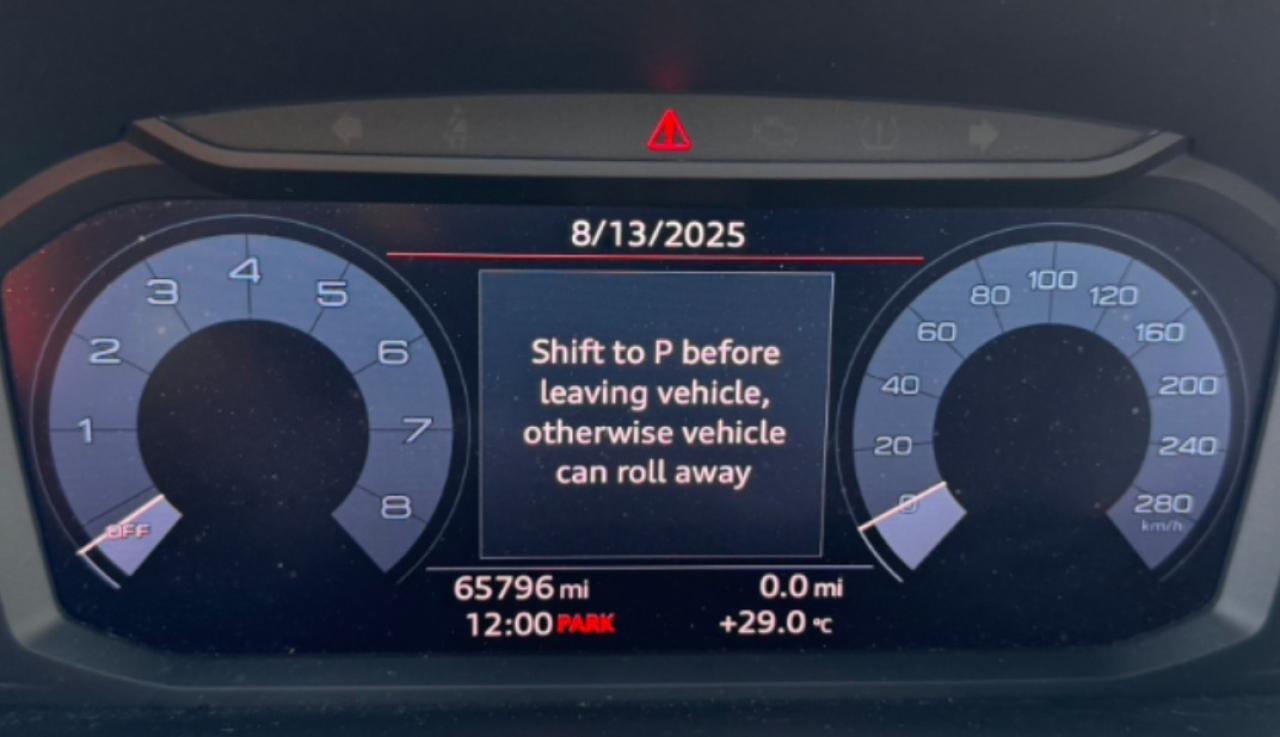 8/13/2025
4
3
5
2
6
1
7
8
OFF
Shift to P before
leaving vehicle,
otherwise vehicle
can roll away
100
80
120
60
160
40
200
20
240
0
280
km/h
65796 mi
0.0 mi
12:00 PARK
+29.0 °C